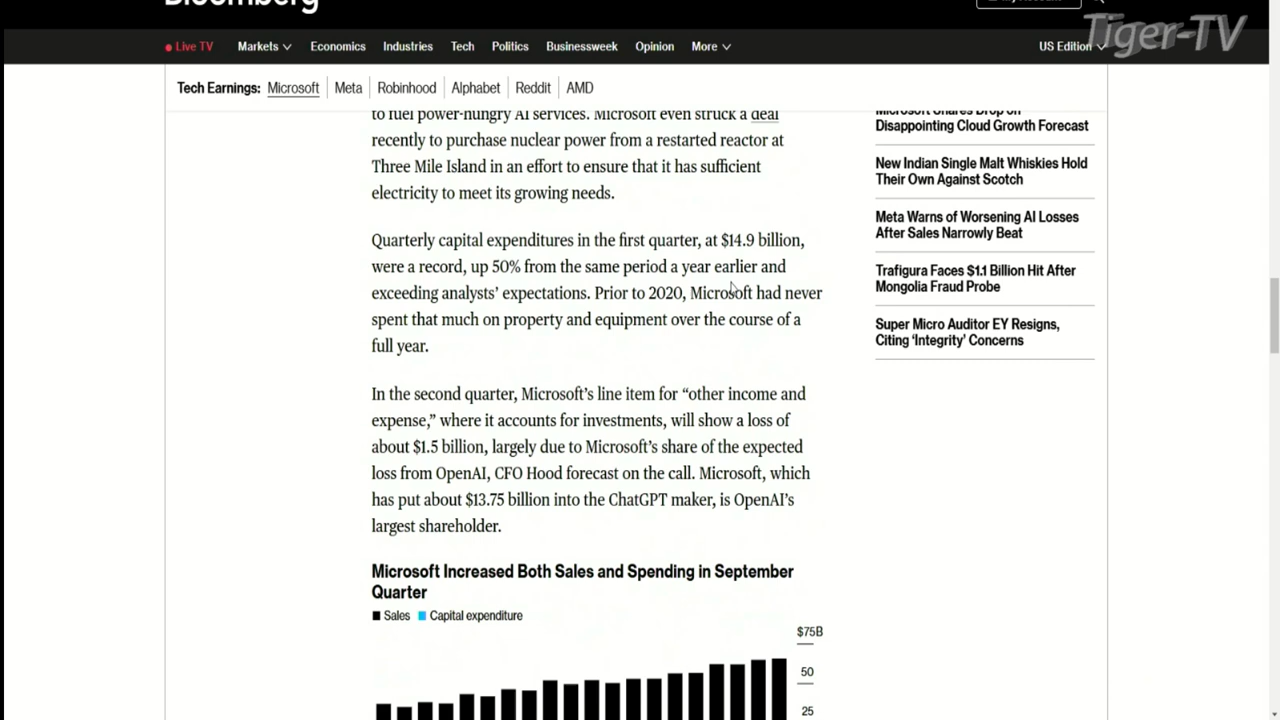 Bloomberg
Tiger-TV
Live TV
Markets
Economics
Industries
Tech
Politics
Businessweek
Opinion
More
US Edition
Tech Earnings:
Microsoft
Meta
Robinhood
Alphabet
Reddit
AMD
to fuel power-hungry AI services. Microsoft even struck a deal
recently to purchase nuclear power from a restarted reactor at
Three Mile Island in an effort to ensure that it has sufficient
electricity to meet its growing needs.
Quarterly capital expenditures in the first quarter, at $14.9 billion,
were a record, up 50% from the same period a year earlier and
exceeding analysts’ expectations. Prior to 2020, Microsoft had never
spent that much on property and equipment over the course of a
full year.
In the second quarter, Microsoft’s line item for “other income and
expense,” where it accounts for investments, will show a loss of
about $1.5 billion, largely due to Microsoft’s share of the expected
loss from OpenAI, CFO Hood forecast on the call. Microsoft, which
has put about $13.75 billion into the ChatGPT maker, is OpenAI’s
largest shareholder.
Microsoft Increased Both Sales and Spending in September
Quarter
Sales
Capital expenditure
$75B
50
25
Microsoft Shares Drop on
Disappointing Cloud Growth Forecast
New Indian Single Malt Whiskies Hold
Their Own Against Scotch
Meta Warns of Worsening AI Losses
After Sales Narrowly Beat
Trafigura Faces $1.1 Billion Hit After
Mongolia Fraud Probe
Super Micro Auditor EY Resigns,
Citing ‘Integrity’ Concerns